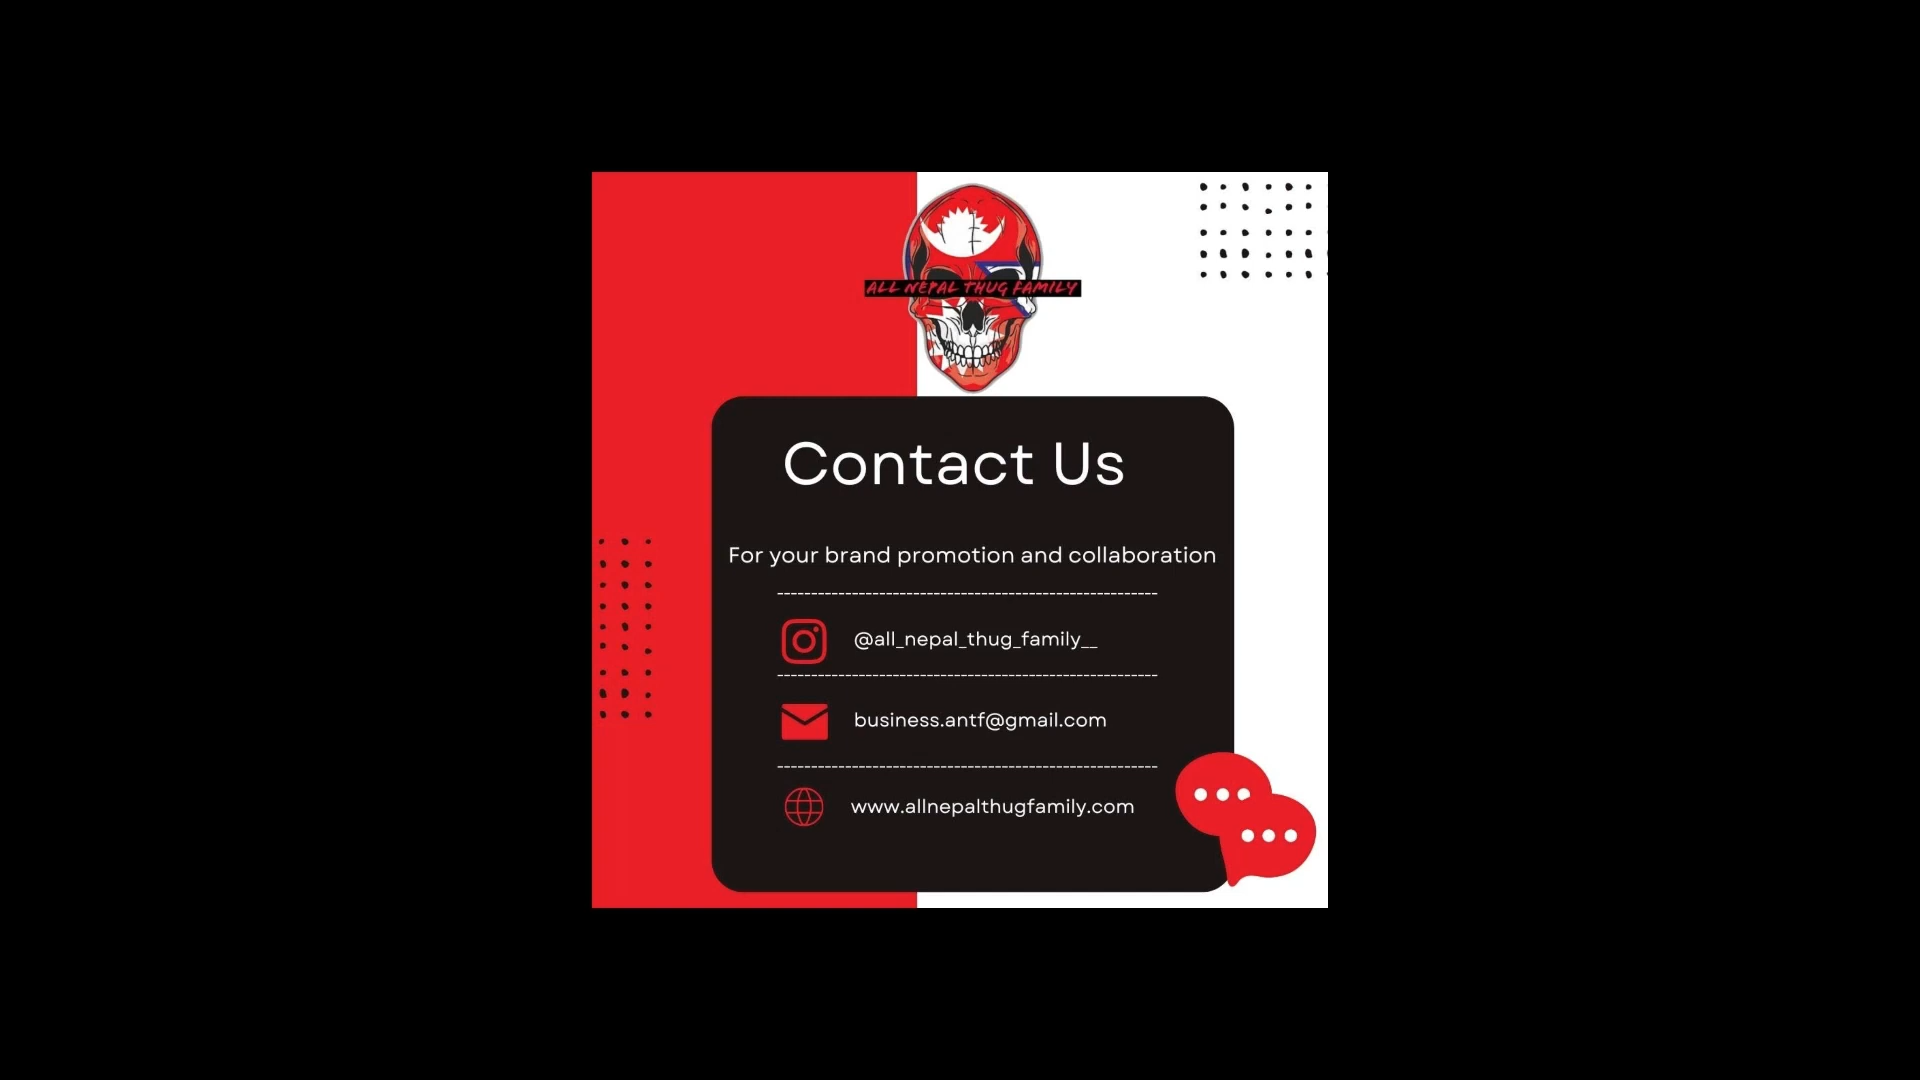 ALL NEPAL THUG FAMILY
Contact Us
For your brand promotion and collaboration
@all_nepal_thug_family__
business.antf@gmail.com
www.allnepalthugfamily.com